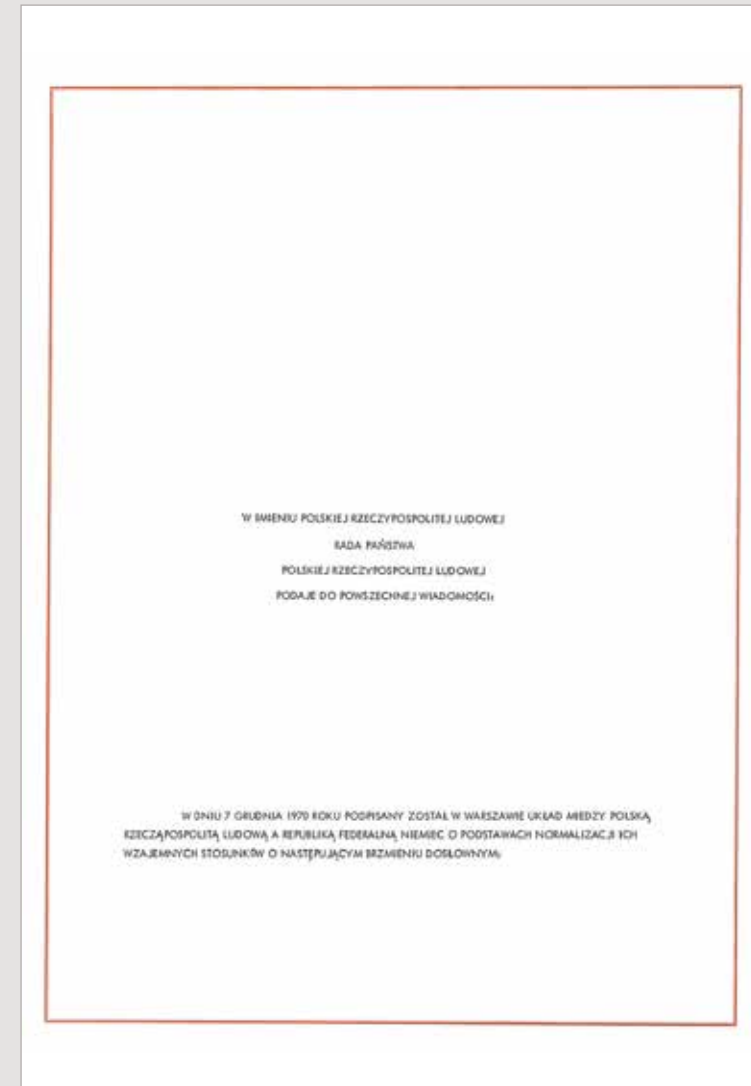 W IMIENIU POLSKIEJ RZECZYPOSPOLITEJ LUDOWEJ
RADA PAŃSTWA
POLSKIEJ RZECZYPOSPOLITEJ LUDOWEJ
PODAJE DO POWSZECHNEJ WIADOMOŚCI:
W DNIU 7 GRUDNIA 1970 ROKU PODPISANY ZOSTAŁ W WARSZAWIE UKŁAD MIEDZY POLSKĄ
RZECZĄPOSPOLITĄ LUDOWĄ A REPUBLIKĄ FEDERALNĄ NIEMIEC O PODSTAWACH NORMALIZACJI ICH
WZAJEMNYCH STOSUNKÓW O NASTĘPUJĄCYM BRZMIENIU DOSŁOWNYM: